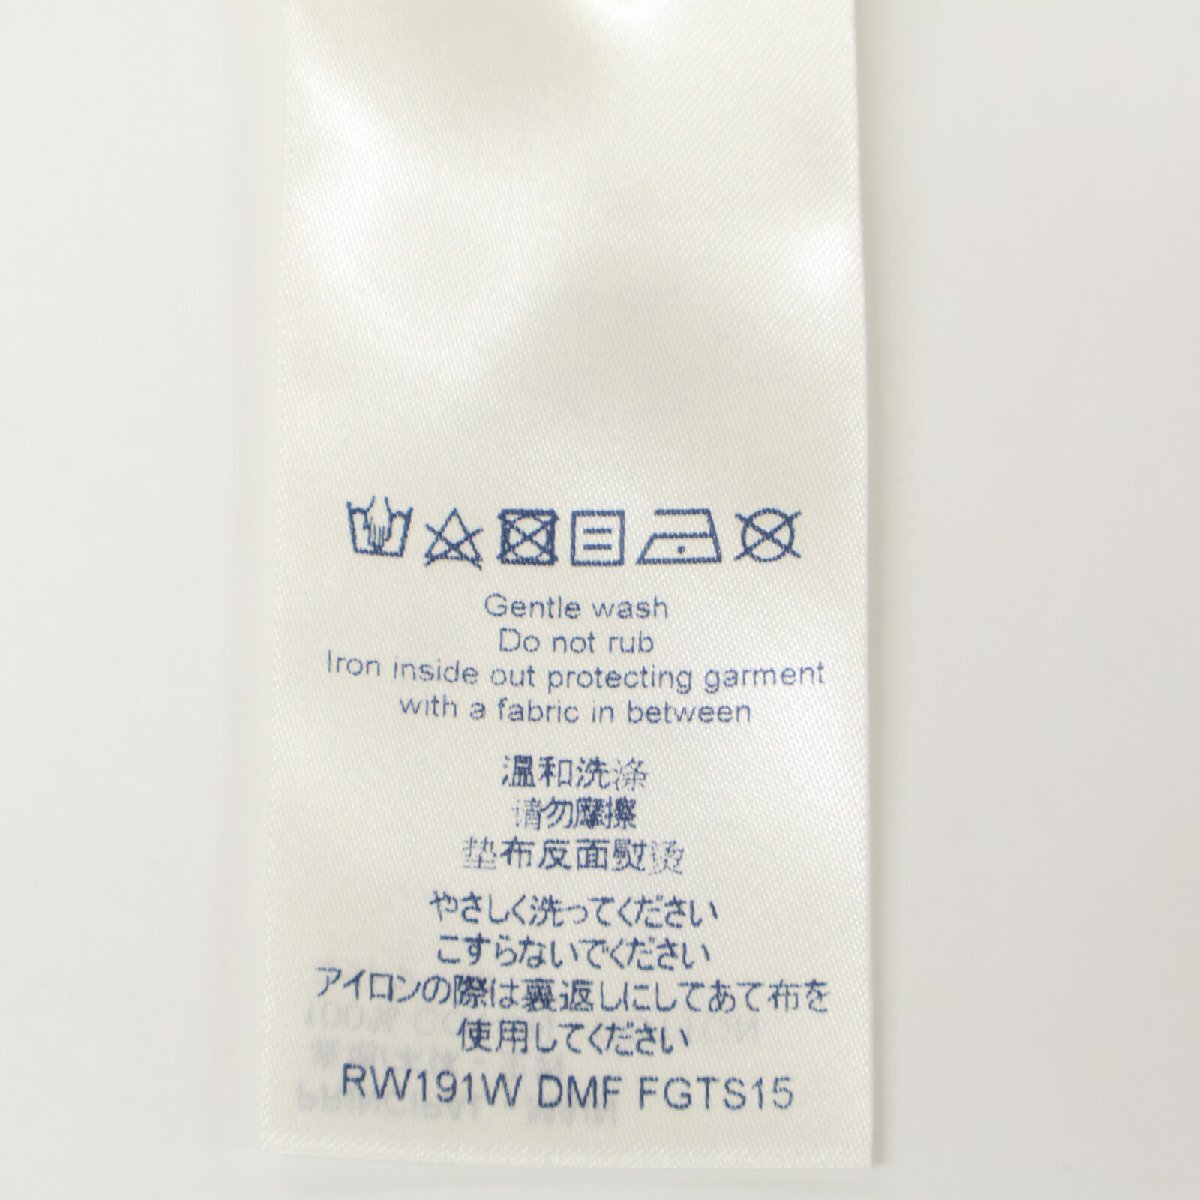 Gentle wash
Do not rub
Iron inside out protecting garment
with a fabric in between
温和洗涤
请勿摩擦
垫布反面熨烫
やさしく洗ってください
こすらないでください
アイロンの際は裏返しにしてあて布を
使用してください
RW191W DMF FGTS15